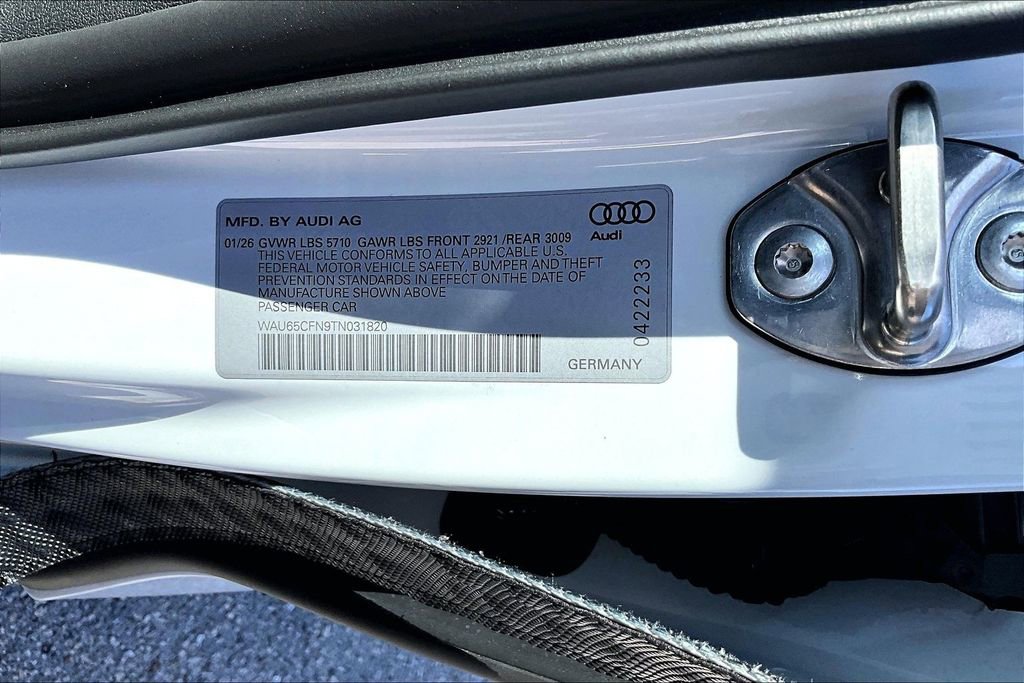 MFD. BY AUDI AG
Audi
01/26 GVWR LBS 5710 GAWR LBS FRONT 2921 /REAR 3009
THIS VEHICLE CONFORMS TO ALL APPLICABLE U.S.
FEDERAL MOTOR VEHICLE SAFETY, BUMPER AND THEFT
PREVENTION STANDARDS IN EFFECT ON THE DATE OF
MANUFACTURE SHOWN ABOVE
PASSENGER CAR
WAU65CFN9TN031820
GERMANY
0422233